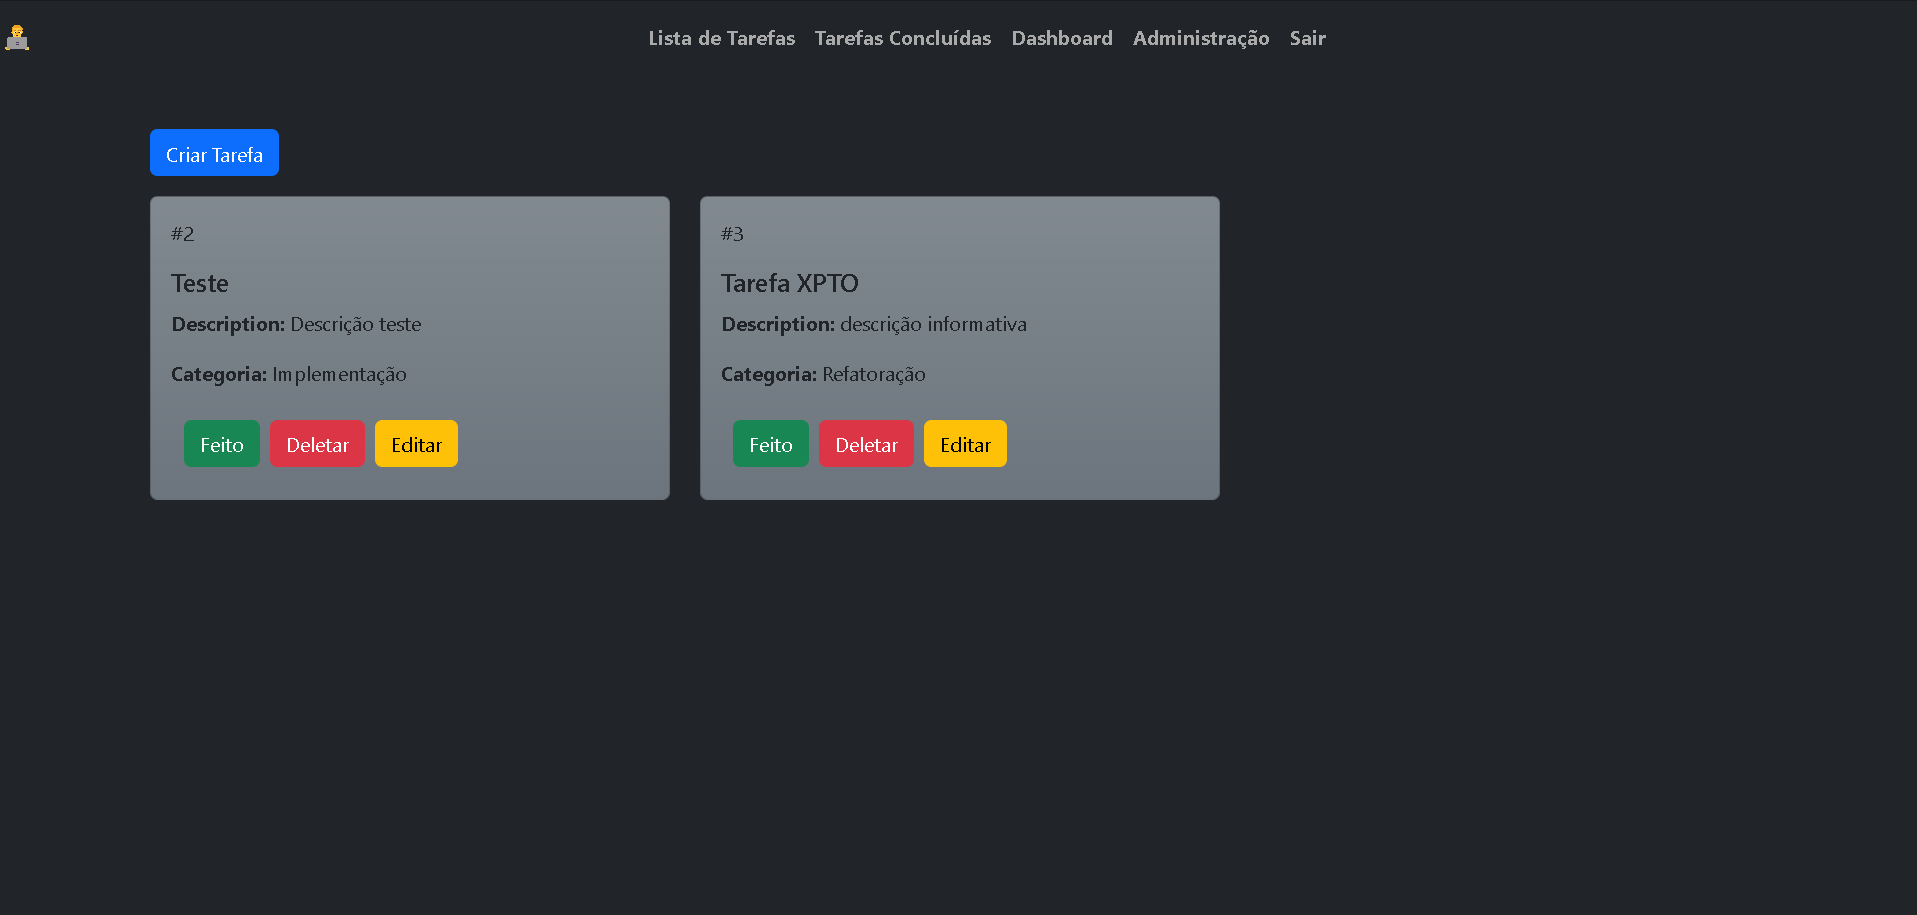 Lista de Tarefas Tarefas Concluídas Dashboard Administração Sair
Criar Tarefa
#2
Teste
Description: Descrição teste
Categoria: Implementação
Feito Deletar Editar
#3
Tarefa XPTO
Description: descrição informativa
Categoria: Refatoração
Feito Deletar Editar